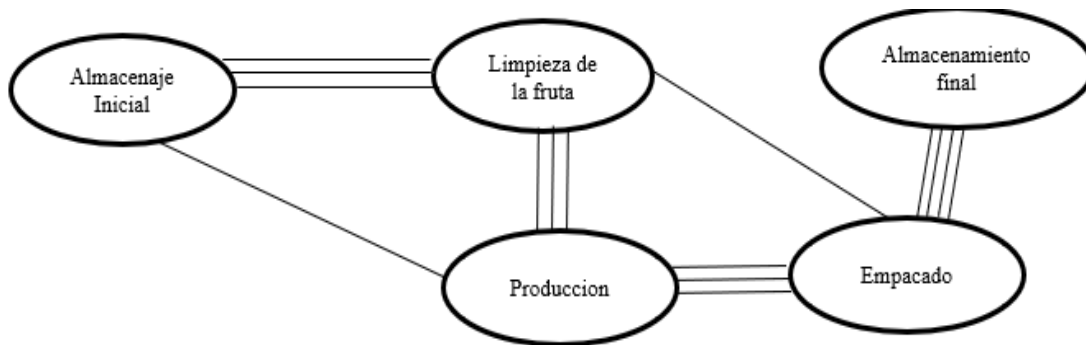 Almacenaje
Inicial
Limpieza de
la fruta
Almacenamiento
final
Produccion
Empacado